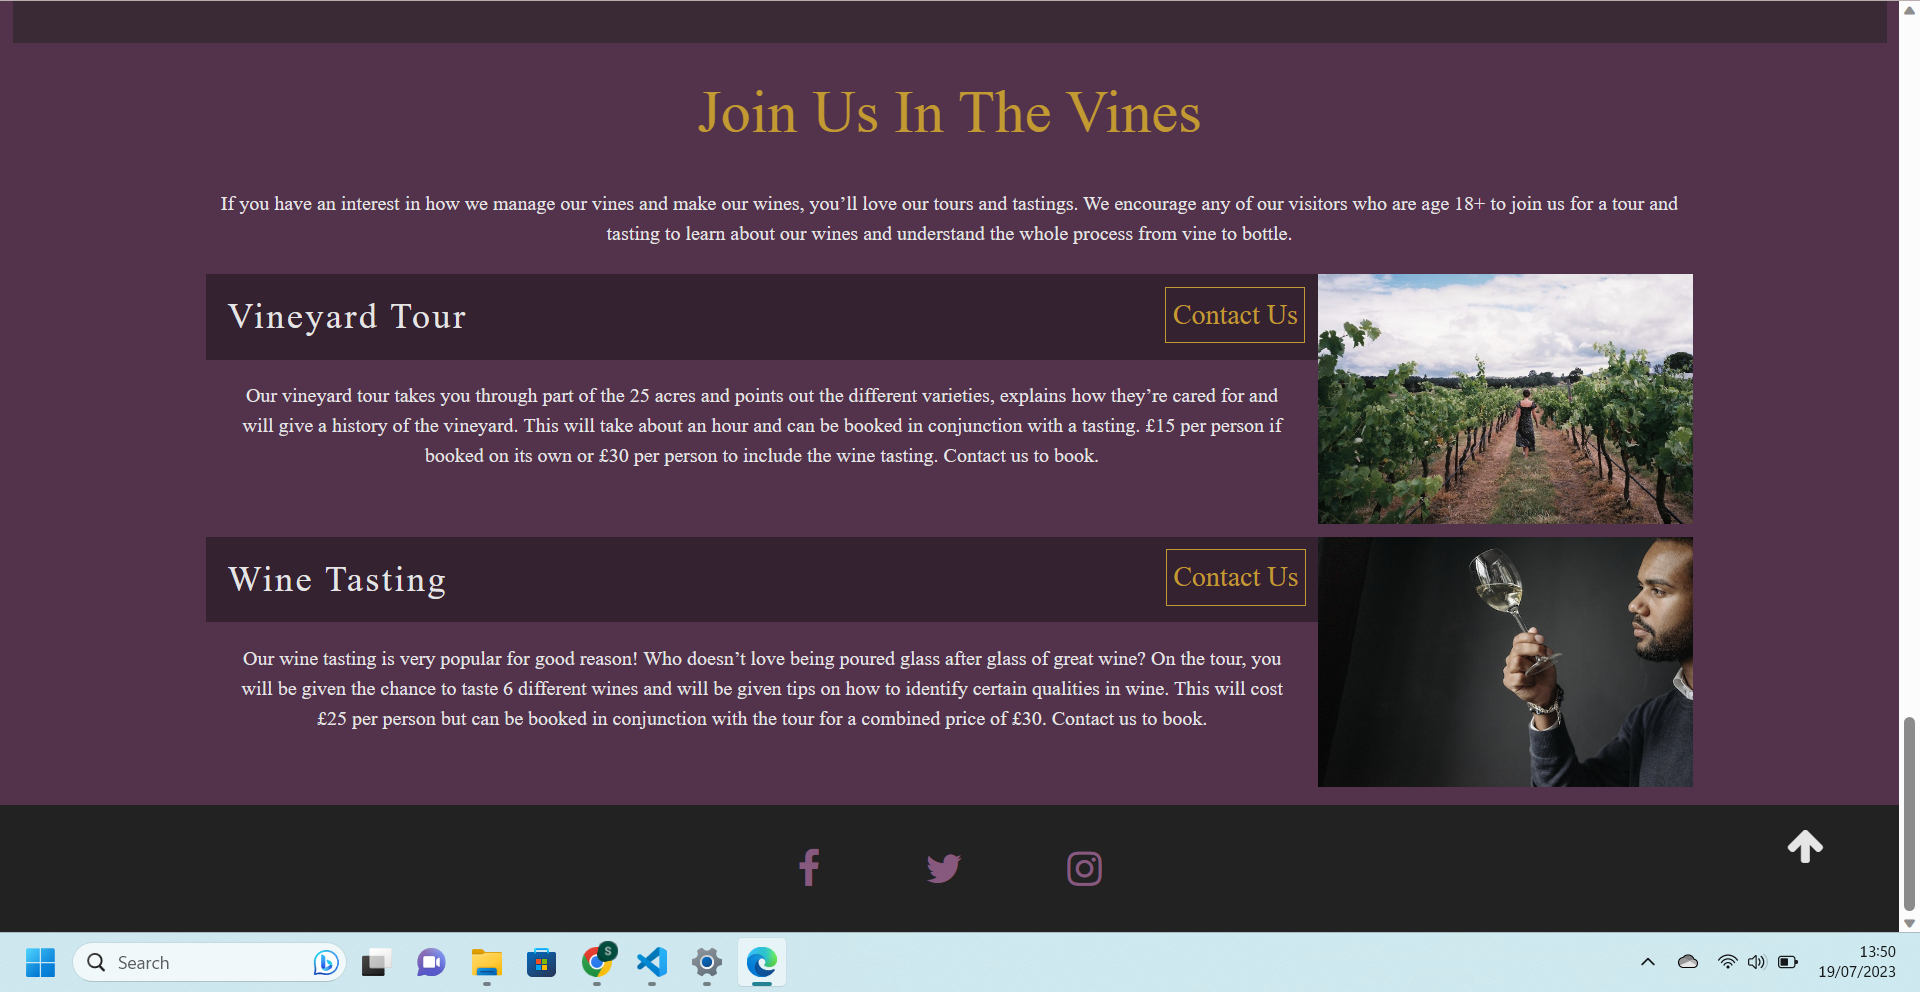 Join Us In The Vines
If you have an interest in how we manage our vines and make our wines, you’ll love our tours and tastings. We encourage any of our visitors who are age 18+ to join us for a tour and
tasting to learn about our wines and understand the whole process from vine to bottle.
Vineyard Tour
Contact Us
Our vineyard tour takes you through part of the 25 acres and points out the different varieties, explains how they’re cared for and
will give a history of the vineyard. This will take about an hour and can be booked in conjunction with a tasting. £15 per person if
booked on its own or £30 per person to include the wine tasting. Contact us to book.
Wine Tasting
Contact Us
Our wine tasting is very popular for good reason! Who doesn’t love being poured glass after glass of great wine? On the tour, you
will be given the chance to taste 6 different wines and will be given tips on how to identify certain qualities in wine. This will cost
£25 per person but can be booked in conjunction with the tour for a combined price of £30. Contact us to book.
Search
S
13:50
19/07/2023